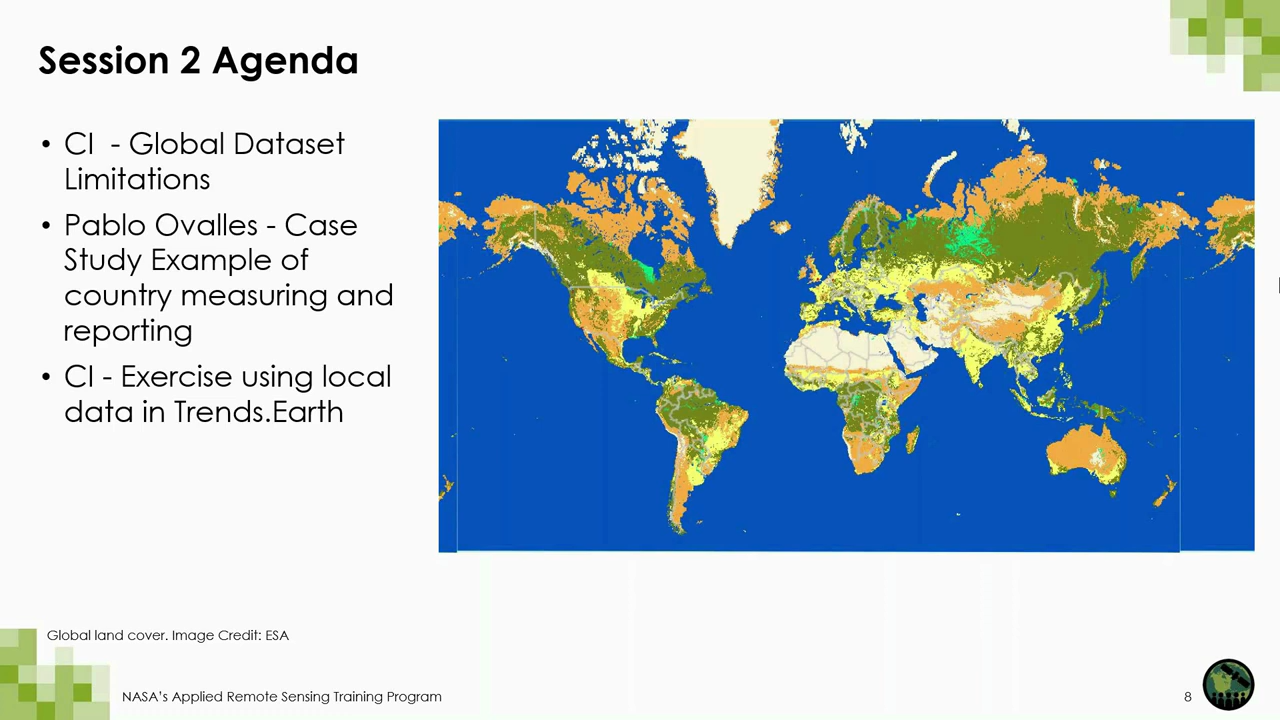 Session 2 Agenda
• CI - Global Dataset
Limitations
• Pablo Ovalles - Case
Study Example of
country measuring and
reporting
• CI - Exercise using local
data in Trends.Earth
Global land cover. Image Credit: ESA
NASA's Applied Remote Sensing Training Program
8